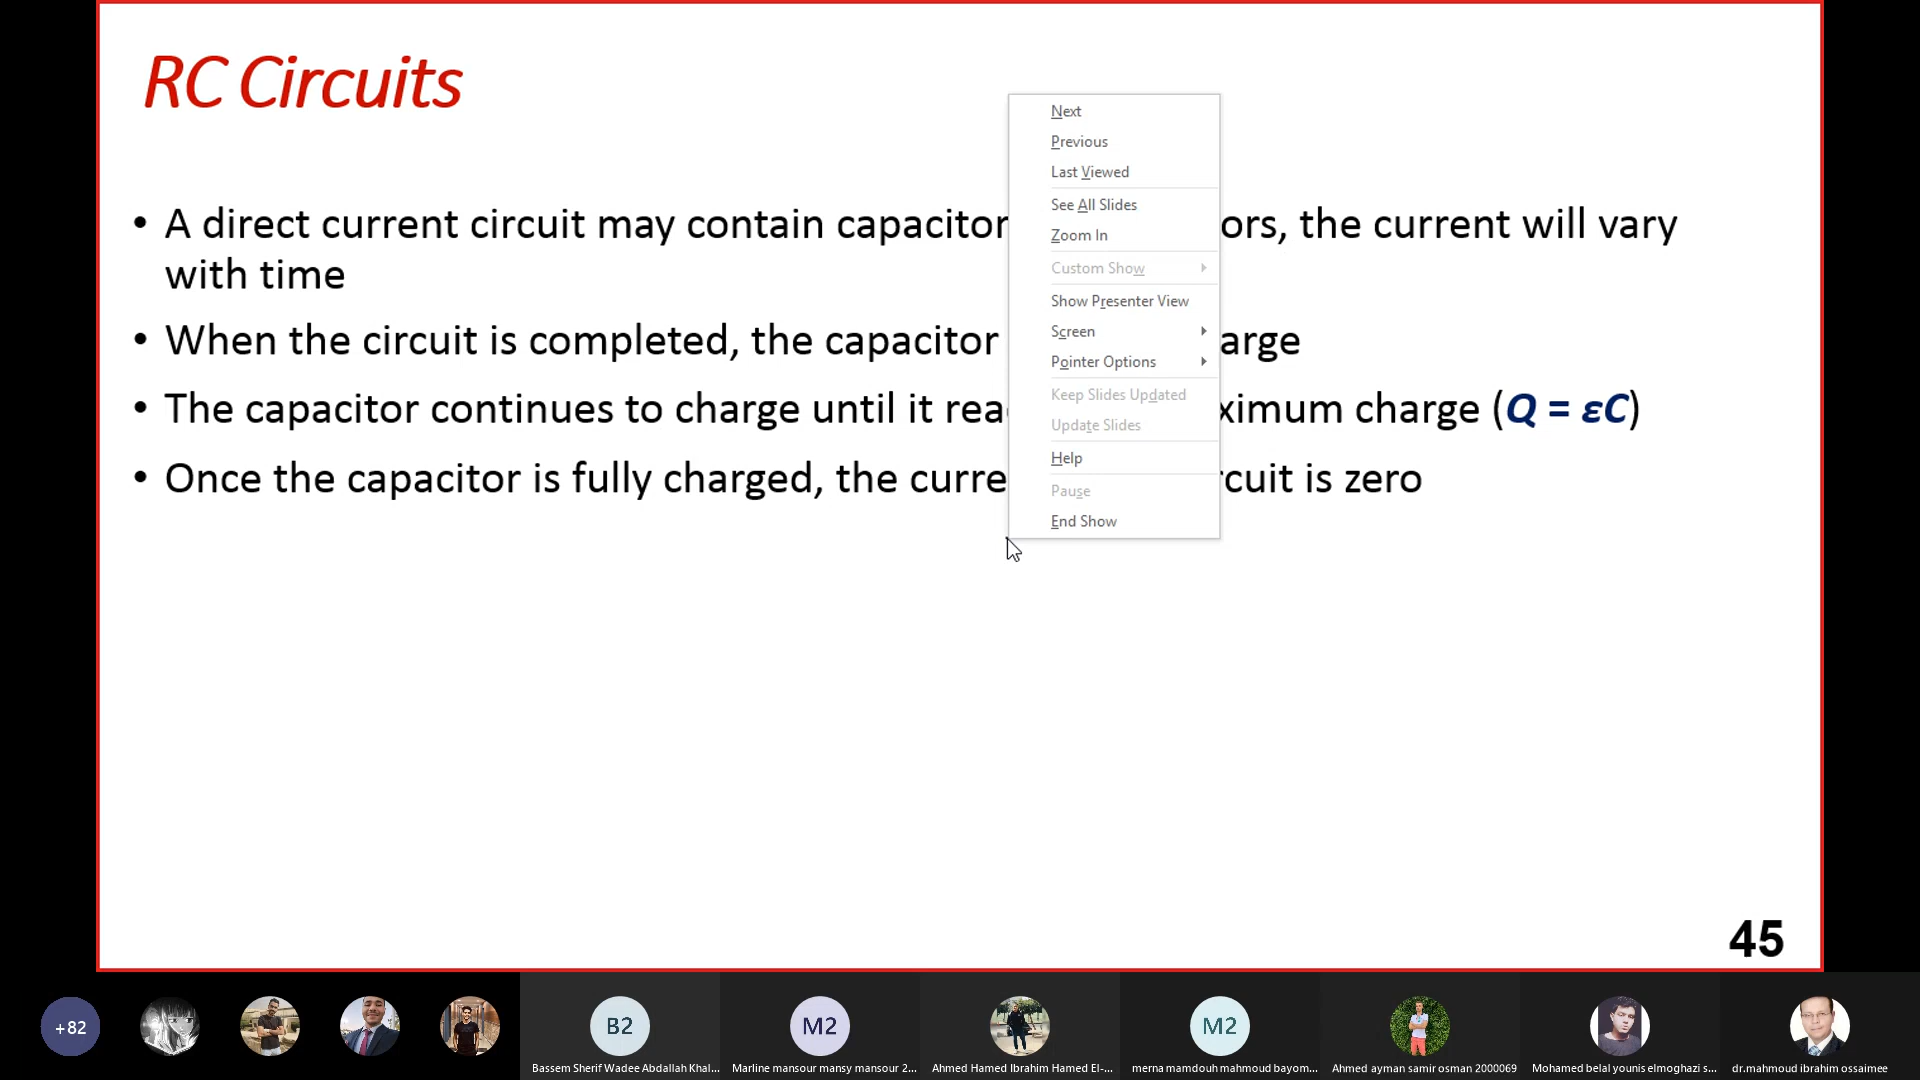 RC Circuits
• A direct current circuit may contain capacitor ors, the current will vary
with time
• When the circuit is completed, the capacitor arge
• The capacitor continues to charge until it rea ximum charge (Q = εC)
• Once the capacitor is fully charged, the curre rcuit is zero
Next
Previous
Last Viewed
See All Slides
Zoom In
Custom Show
Show Presenter View
Screen
Pointer Options
Keep Slides Updated
Update Slides
Help
Pause
End Show
45
+82
B2
M2
M2
Bassem Sherif Wadee Abdallah Khal...
Marline mansour mansy mansour 2...
Ahmed Hamed Ibrahim Hamed El-...
merna mamdouh mahmoud bayom...
Ahmed ayman samir osman 2000069
Mohamed belal younis elmoghazi s...
dr.mahmoud ibrahim ossaimee